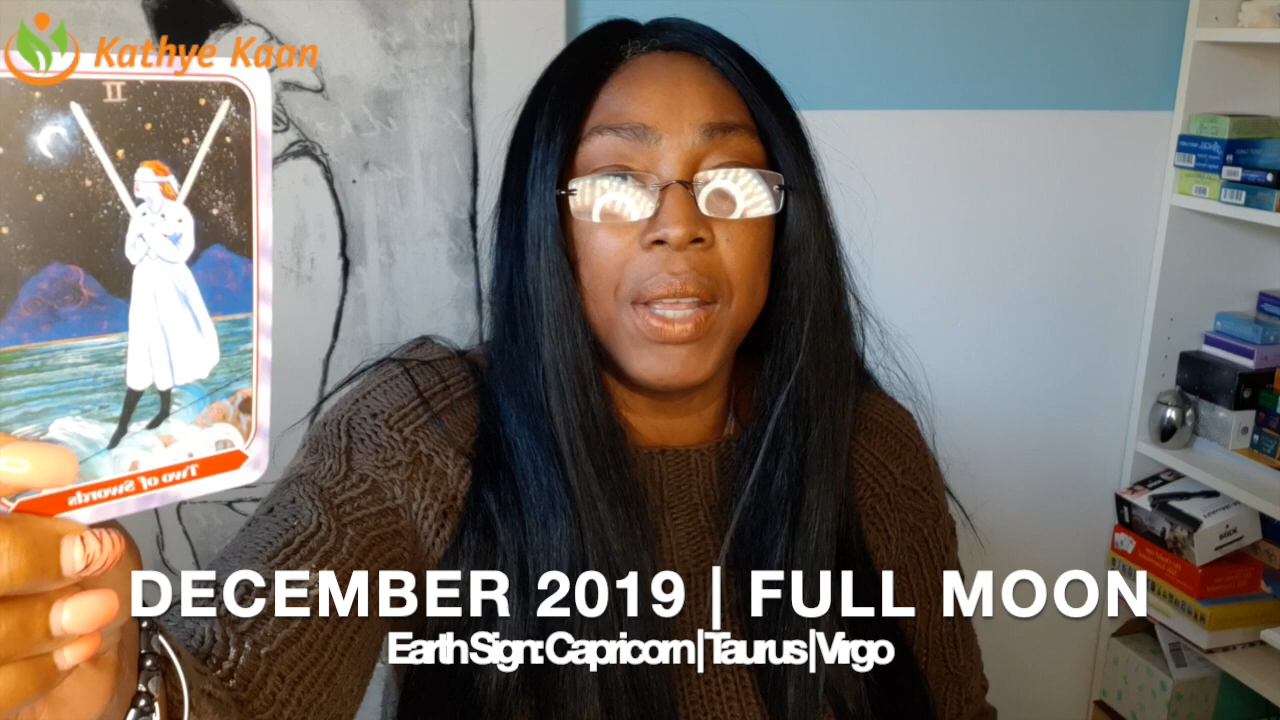 Kathye Kaan
II
Two of Swords
DECEMBER 2019 | FULL MOON
Earth Sign: Capricorn | Taurus | Virgo